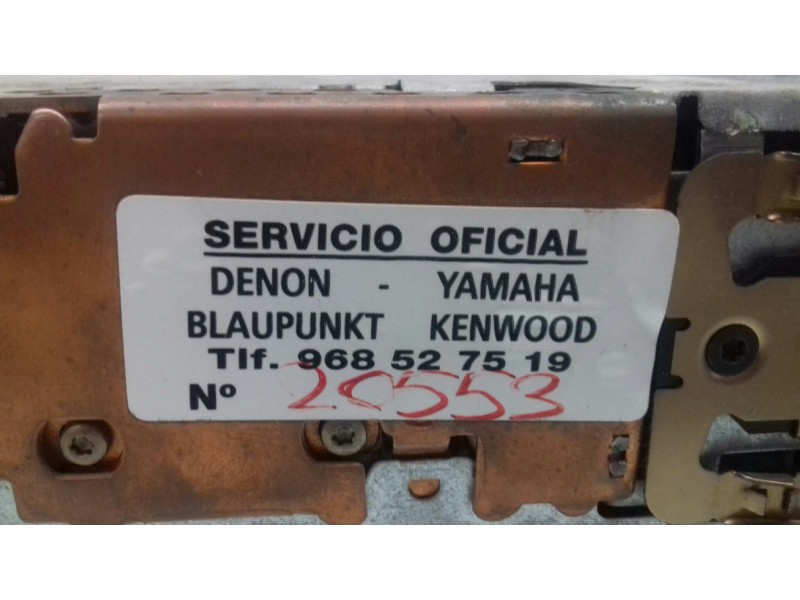 SERVICIO OFICIAL
DENON - YAMAHA
BLAUPUNKT KENWOOD
Tlf. 968 52 75 19
Nº 20553